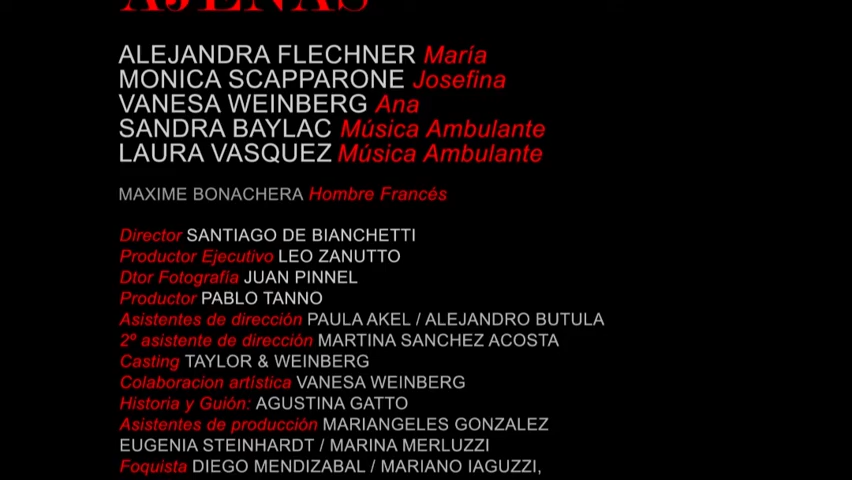 AJENAS
ALEJANDRA FLECHNER María
MONICA SCAPPARONE Josefina
VANESA WEINBERG Ana
SANDRA BAYLAC Música Ambulante
LAURA VASQUEZ Música Ambulante
MAXIME BONACHERA Hombre Francés
Director SANTIAGO DE BIANCHETTI
Productor Ejecutivo LEO ZANUTTO
Dtor Fotografía JUAN PINNEL
Productor PABLO TANNO
Asistentes de dirección PAULA AKEL / ALEJANDRO BUTULA
2º asistente de dirección MARTINA SANCHEZ ACOSTA
Casting TAYLOR & WEINBERG
Colaboracion artística VANESA WEINBERG
Historia y Guión: AGUSTINA GATTO
Asistentes de producción MARIANGELES GONZALEZ
EUGENIA STEINHARDT / MARINA MERLUZZI
Foquista DIEGO MENDIZABAL / MARIANO IAGUZZI,